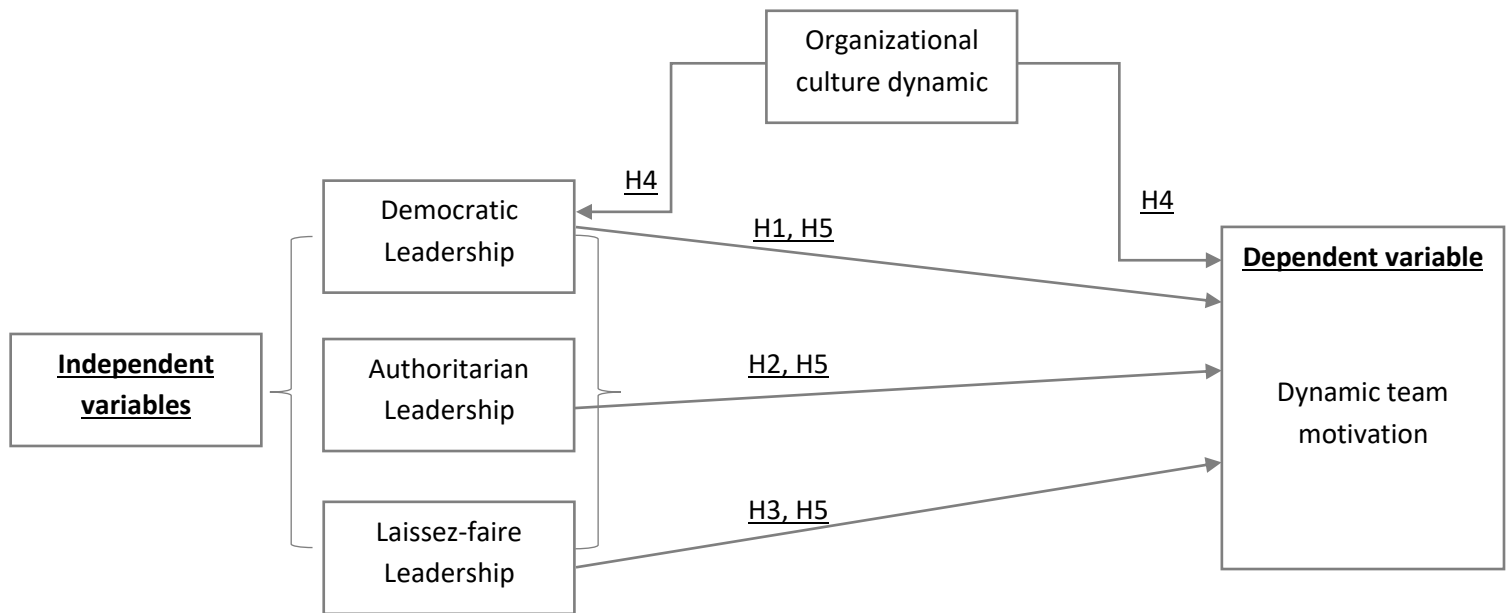 Organizational
culture dynamic
H4
H4
Democratic
Leadership
H1, H5
Dependent variable
Independent
variables
Authoritarian
Leadership
H2, H5
Dynamic team
motivation
Laissez-faire
Leadership
H3, H5